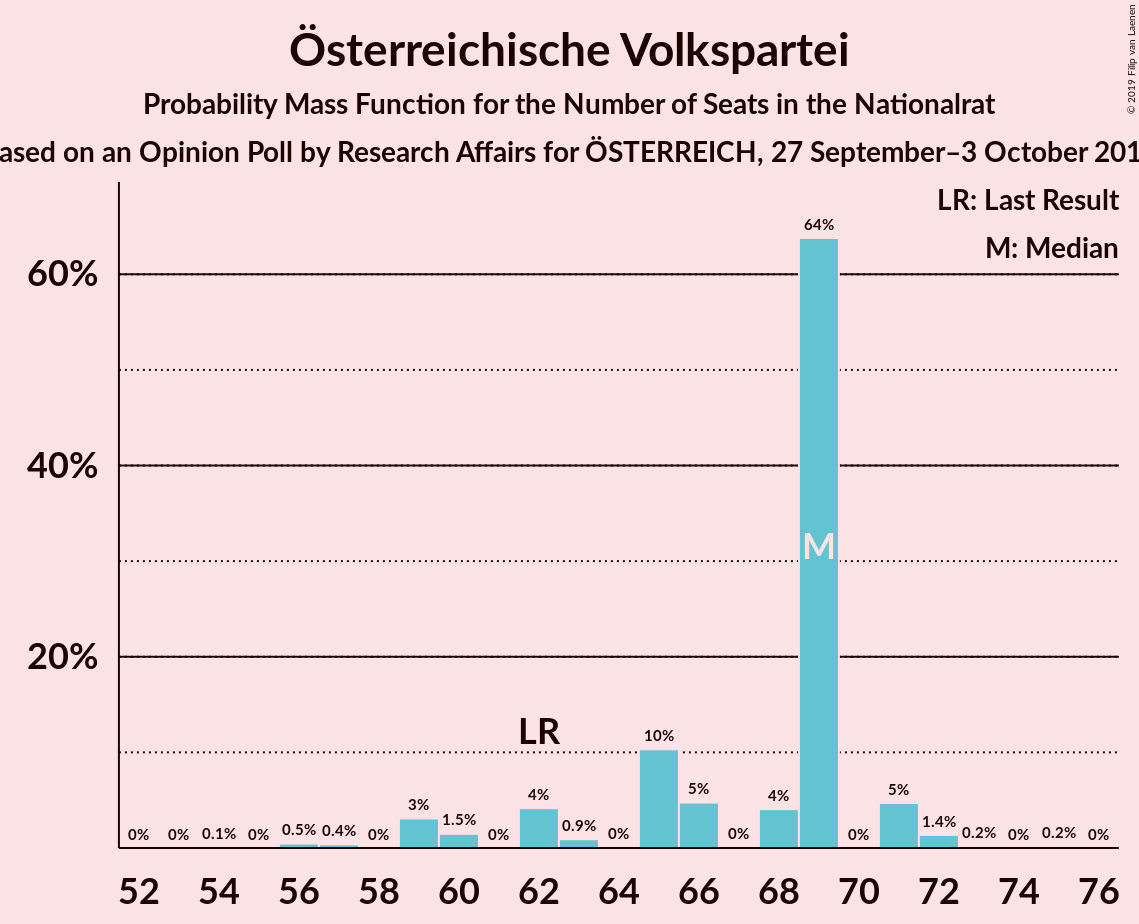 Österreichische Volkspartei
Probability Mass Function for the Number of Seats in the Nationalrat
ased on an Opinion Poll by Research Affairs for ÖSTERREICH, 27 September–3 October 201
© 2019 Filip van Laenen
LR: Last Result
M: Median
60%
40%
20%
0% 0% 0.1% 0% 0.5% 0.4% 0% 3% 1.5% 0% 4% 0.9% 0% 10% 5% 0% 4% 64% 0% 5% 1.4% 0.2% 0% 0.2% 0%
LR
M
52 54 56 58 60 62 64 66 68 70 72 74 76